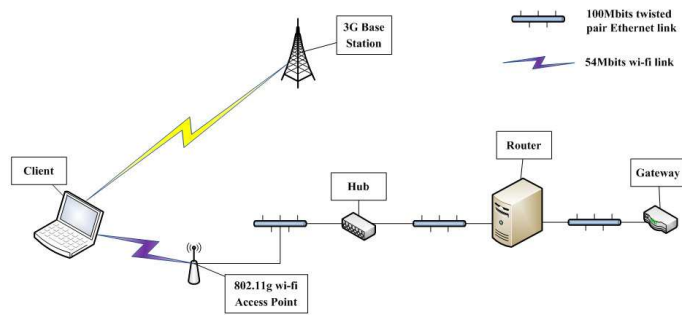 3G Base
Station
100Mbits twisted
pair Ethernet link
54Mbits wi-fi link
Client
Hub
Router
Gateway
802.11g wi-fi
Access Point